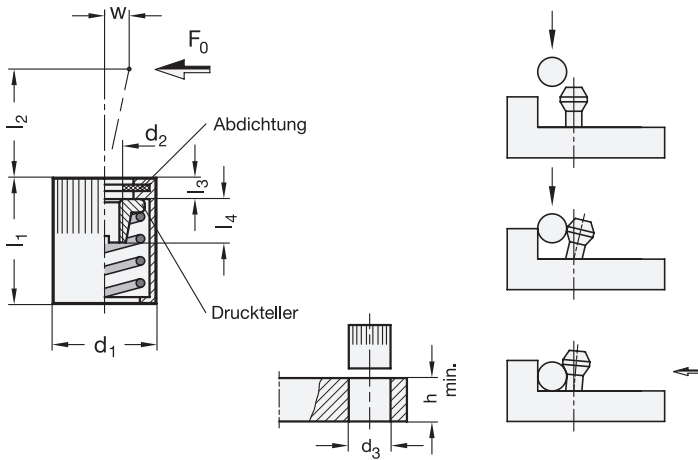 w
F0
l2
d2
Abdichtung
l3
l4
l1
Druckteller
d1
h min.
d3